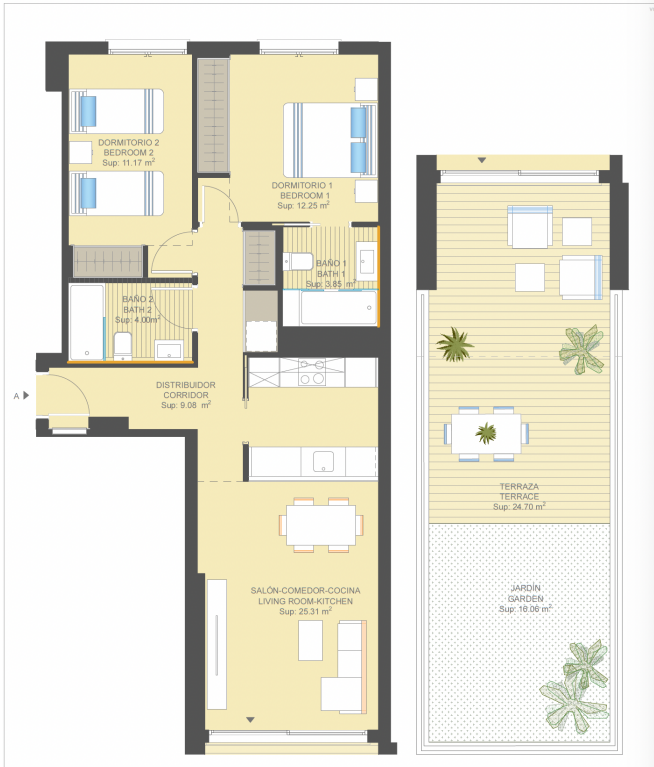 DORMITORIO 2
BEDROOM 2
Sup: 11.17 m²
DORMITORIO 1
BEDROOM 1
Sup: 12.25 m²
BAÑO 1
BATH 1
Sup: 3.85 m²
BAÑO 2
BATH 2
Sup: 4.00m²
DISTRIBUIDOR
CORRIDOR
Sup: 9.08 m²
A
SALÓN-COMEDOR-COCINA
LIVING ROOM-KITCHEN
Sup: 25.31 m²
TERRAZA
TERRACE
Sup: 24.70 m²
JARDÍN
GARDEN
Sup: 16.06 m²